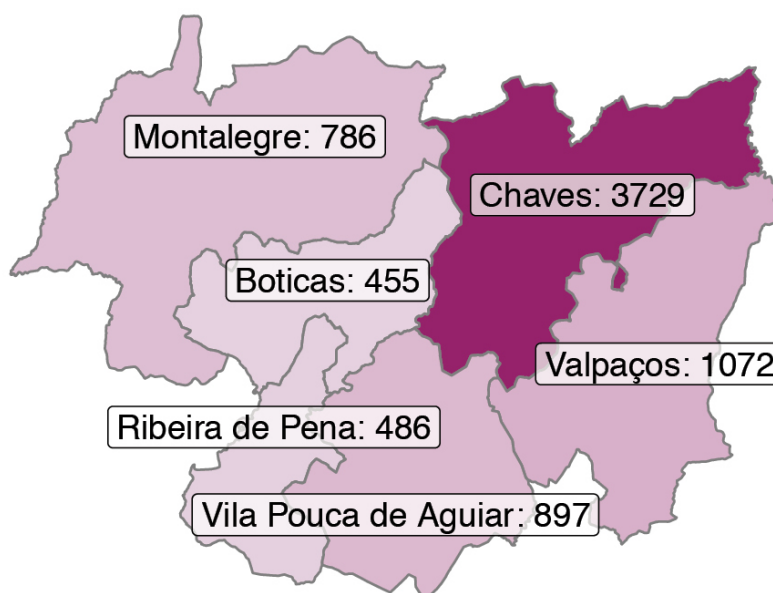 Montalegre: 786
Chaves: 3729
Boticas: 455
Valpaços: 1072
Ribeira de Pena: 486
Vila Pouca de Aguiar: 897